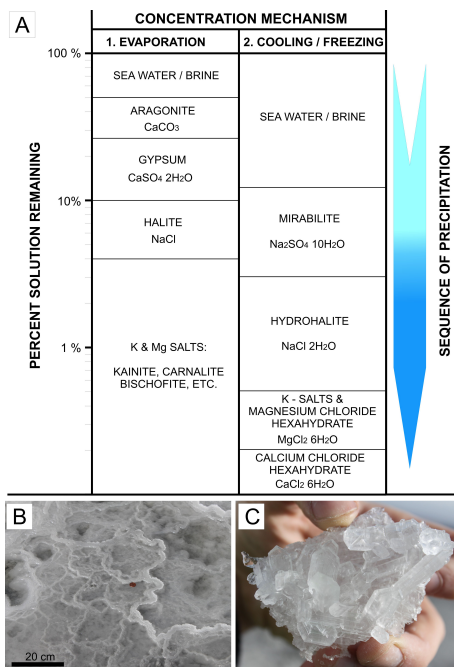 A
CONCENTRATION MECHANISM
1. EVAPORATION
2. COOLING / FREEZING
PERCENT SOLUTION REMAINING
100 %
10%
1 %
SEA WATER / BRINE
ARAGONITE
CaCO3
GYPSUM
CaSO4 2H2O
HALITE
NaCl
K & Mg SALTS:
KAINITE, CARNALITE
BISCHOFITE, ETC.
SEA WATER / BRINE
MIRABILITE
Na2SO4 10H2O
HYDROHALITE
NaCl 2H2O
K - SALTS &
MAGNESIUM CHLORIDE
HEXAHYDRATE
MgCl2 6H2O
CALCIUM CHLORIDE
HEXAHYDRATE
CaCl2 6H2O
SEQUENCE OF PRECIPITATION
B
20 cm
C